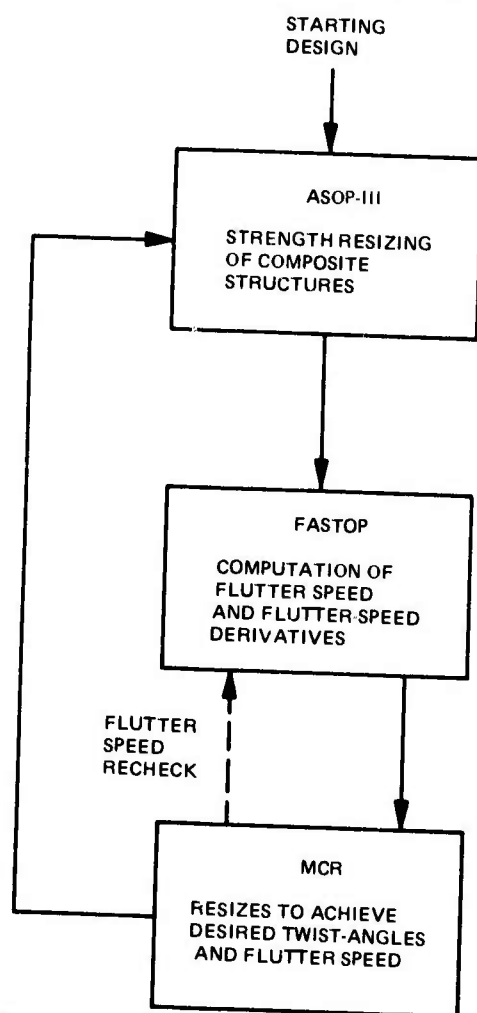 STARTING
DESIGN
ASOP-III
STRENGTH RESIZING
OF COMPOSITE
STRUCTURES
FASTOP
COMPUTATION OF
FLUTTER SPEED
AND FLUTTER-SPEED
DERIVATIVES
FLUTTER
SPEED
RECHECK
MCR
RESIZES TO ACHIEVE
DESIRED TWIST-ANGLES
AND FLUTTER SPEED